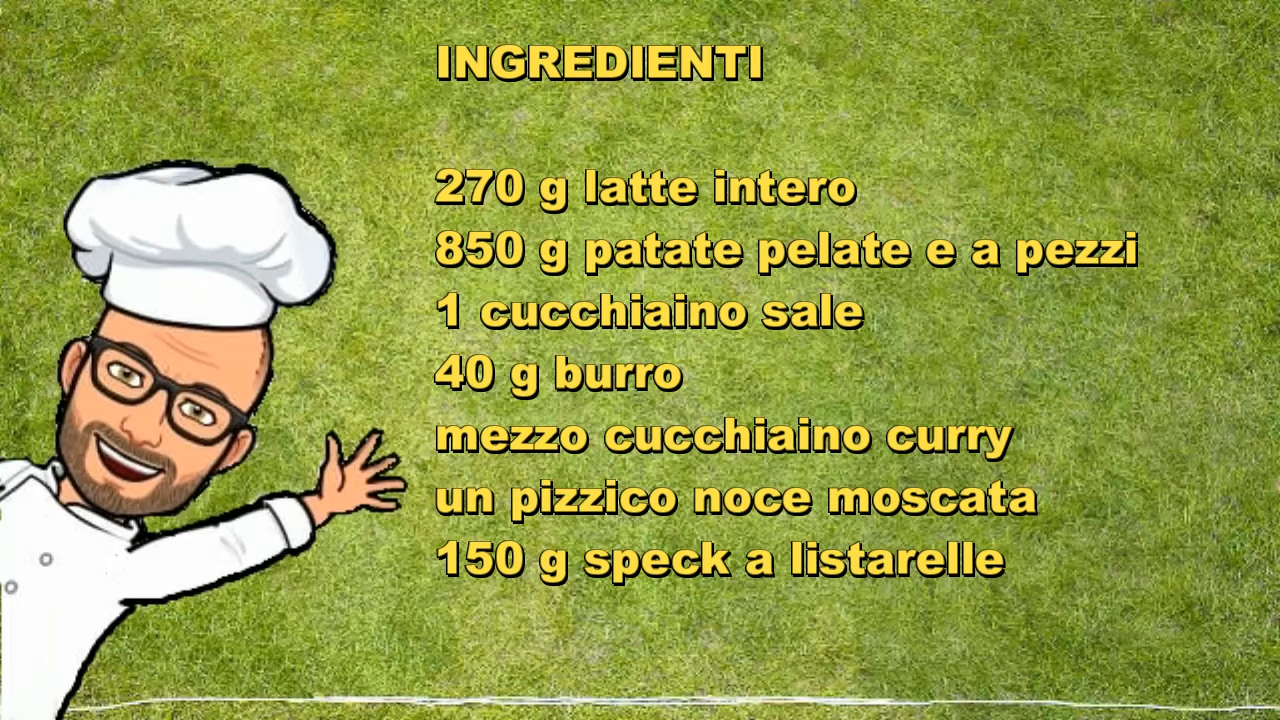 INGREDIENTI
270 g latte intero
850 g patate pelate e a pezzi
1 cucchiaino sale
40 g burro
mezzo cucchiaino curry
un pizzico noce moscata
150 g speck a listarelle